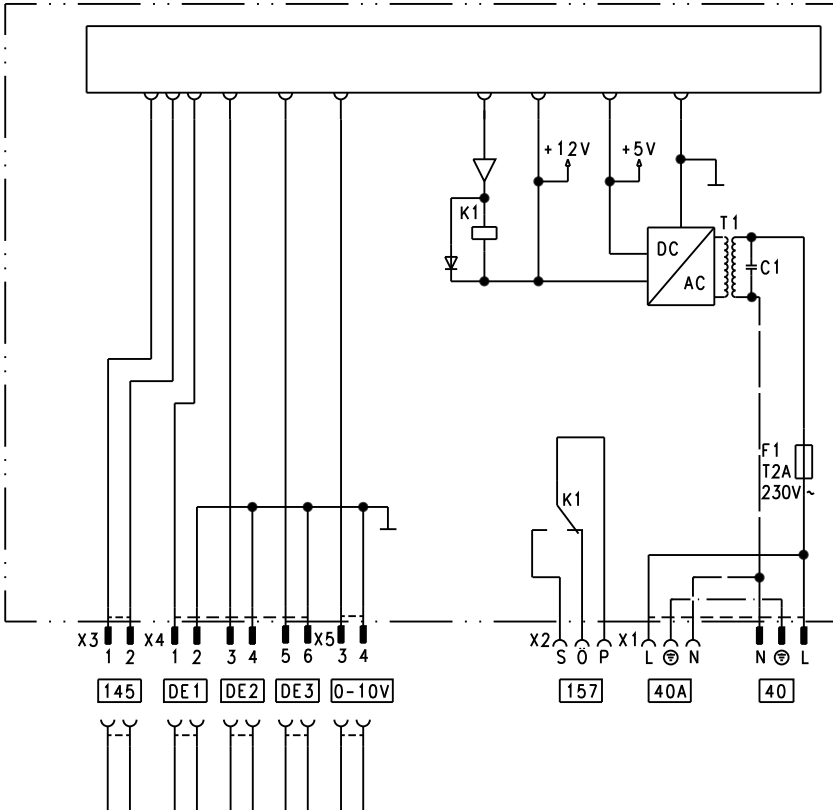 +12V +5V
K1
T1
DC
AC
C1
F1
T2A
230V~
K1
X3 X4 X5 X2 X1
1 2 1 2 3 4 5 6 3 4 S Ö P L N N L
145 DE1 DE2 DE3 0-10V 157 40A 40